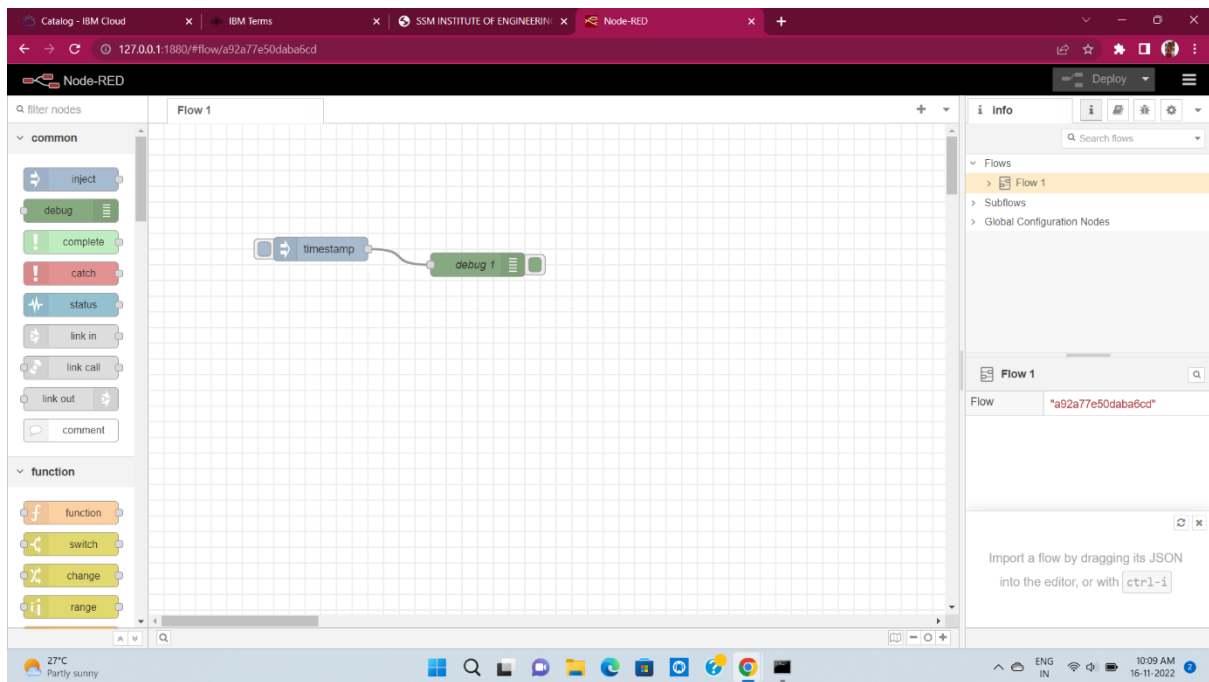 Catalog - IBM Cloud
IBM Terms
SSM INSTITUTE OF ENGINEERIN
Node-RED
127.0.0.1:1880/#flow/a92a77e50daba6cd
Node-RED
Deploy
filter nodes
Flow 1
info
i
common
Search flows
inject
debug
complete
catch
status
link in
link call
link out
comment
function
function
switch
change
range
timestamp
debug 1
Flows
Flow 1
Subflows
Global Configuration Nodes
Flow 1
Flow "a92a77e50daba6cd"
Import a flow by dragging its JSON
into the editor, or with ctrl-i
27°C
Partly sunny
ENG
IN
10:09 AM
16-11-2022
2